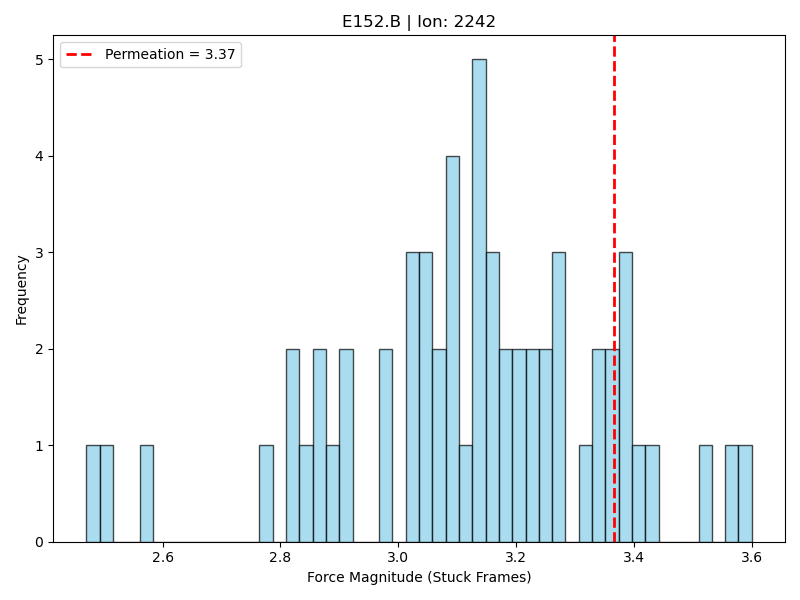 E152.B | Ion: 2242
Permeation = 3.37
Frequency
5
4
3
2
1
0
2.6 2.8 3.0 3.2 3.4 3.6
Force Magnitude (Stuck Frames)